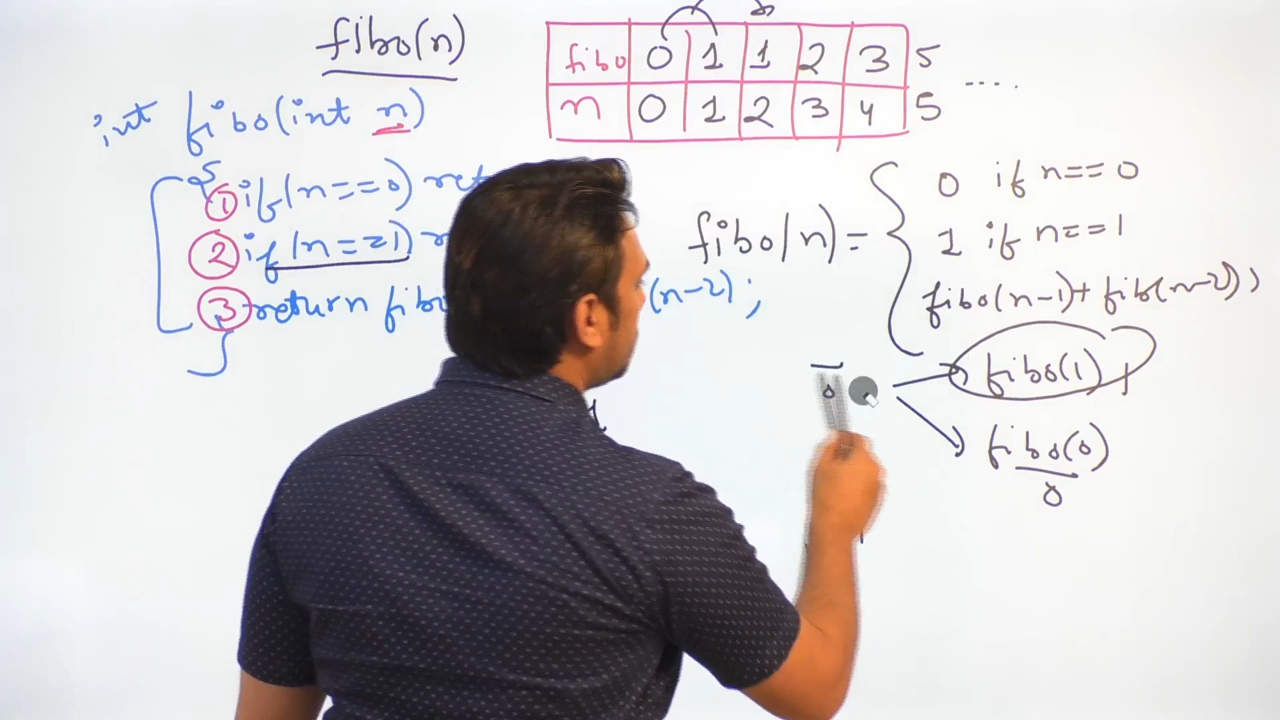 fibo(n)
fibo 0 1 1 2 3 5
n 0 1 2 3 4 5 ....
int fibo(int n)
{
1 if(n==0)
2 if(n==1)
3 return fibo (n-2);
}
fibo(n)= { 0 if n==0
1 if n==1
fibo(n-1)+fib(n-2);
fibo(1)
fibo(0)
0